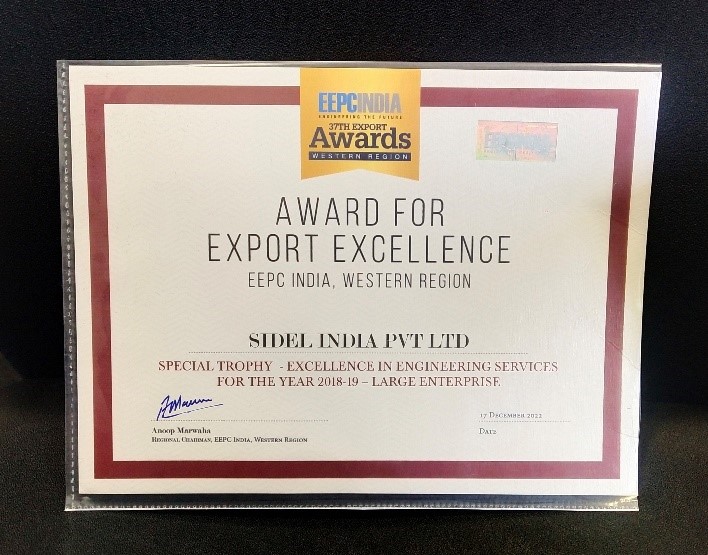 EEPCINDIA
ENGINEERING THE FUTURE
37TH EXPORT
Awards
WESTERN REGION
AWARD FOR
EXPORT EXCELLENCE
EEPC INDIA, WESTERN REGION
SIDEL INDIA PVT LTD
SPECIAL TROPHY - EXCELLENCE IN ENGINEERING SERVICES
FOR THE YEAR 2018-19 – LARGE ENTERPRISE
17 DECEMBER 2022
Anoop Marwaha
DATE
REGIONAL CHAIRMAN, EEPC INDIA, WESTERN REGION